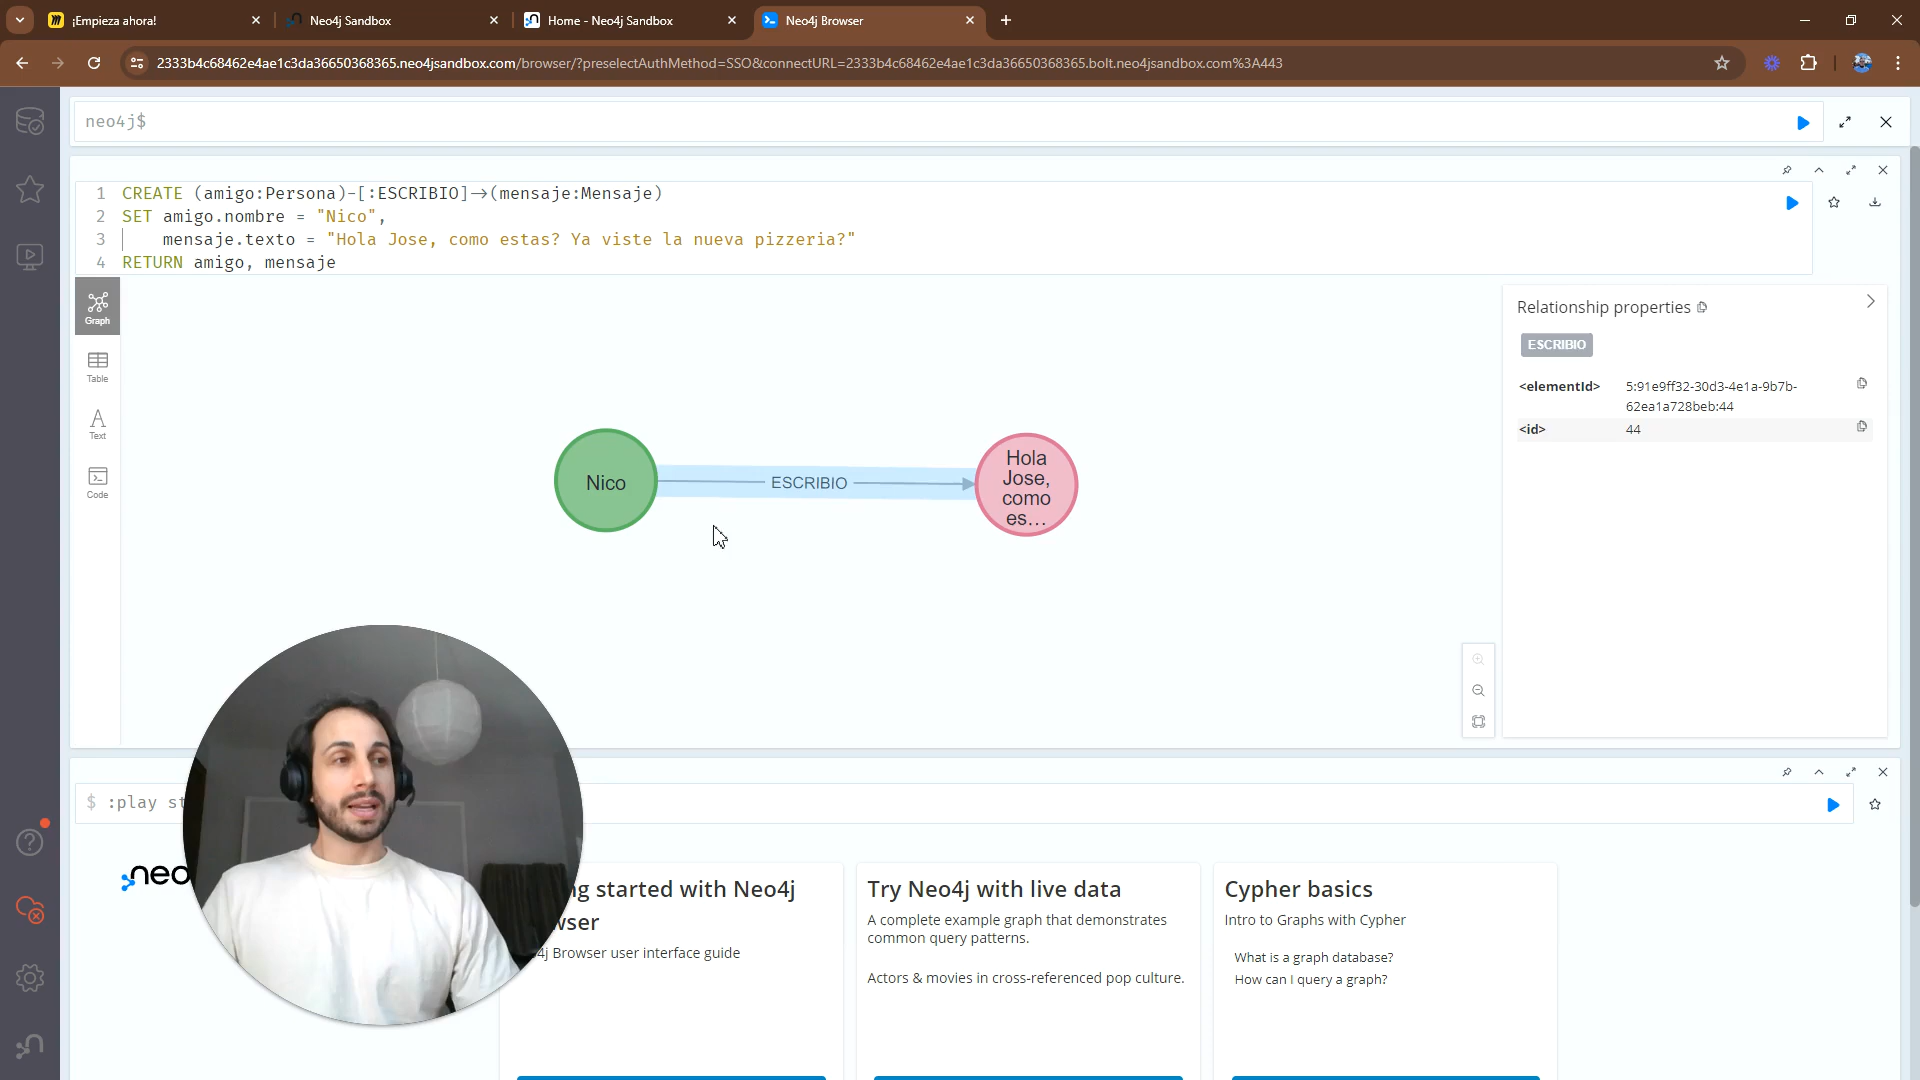 ¡Empieza ahora!
Neo4j Sandbox
Home - Neo4j Sandbox
Neo4j Browser
2333b4c68462e4ae1c3da36650368365.neo4jsandbox.com/browser/?preselectAuthMethod=SSO&connectURL=2333b4c68462e4ae1c3da36650368365.bolt.neo4jsandbox.com%3A443
neo4j$
1 CREATE (amigo:Persona)-[:ESCRIBIO]->(mensaje:Mensaje)
2 SET amigo.nombre = "Nico",
3 mensaje.texto = "Hola Jose, como estas? Ya viste la nueva pizzeria?"
4 RETURN amigo, mensaje
Graph
Table
Text
Code
Nico
ESCRIBIO
Hola
Jose,
como
es...
Relationship properties
ESCRIBIO
<elementId> 5:91e9ff32-30d3-4e1a-9b7b-
62ea1a728beb:44
<id> 44
$ :play st
neo
ng started with Neo4j
wser
4j Browser user interface guide
Try Neo4j with live data
A complete example graph that demonstrates
common query patterns.
Actors & movies in cross-referenced pop culture.
Cypher basics
Intro to Graphs with Cypher
What is a graph database?
How can I query a graph?